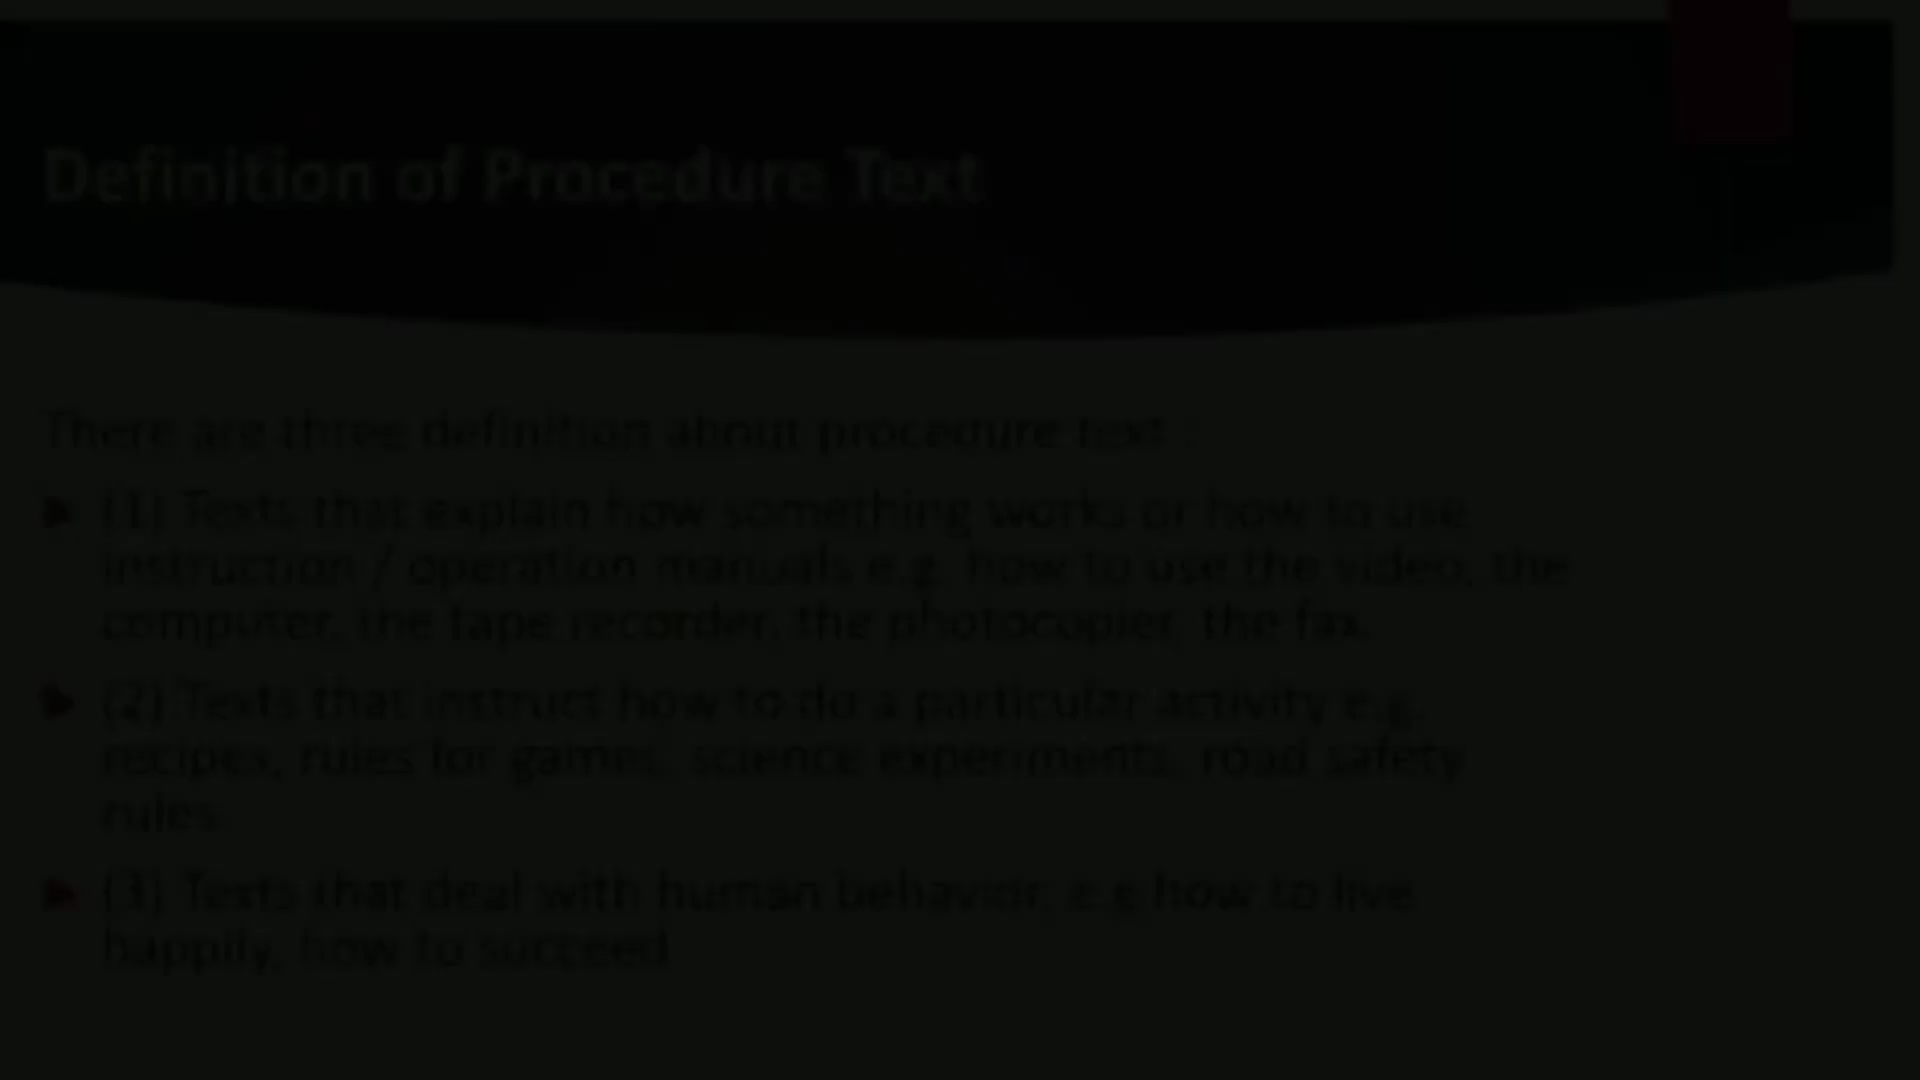 Definition of Procedure Text
There are three definition about procedure text :
(1) Texts that explain how something works or how to use
instruction / operation manuals e.g. how to use the video, the
computer, the tape recorder, the photocopier, the fax.
(2) Texts that instruct how to do a particular activity e.g.
recipes, rules for games, science experiments, road safety
rules.
(3) Texts that deal with human behavior, e.g how to live
happily, how to succeed